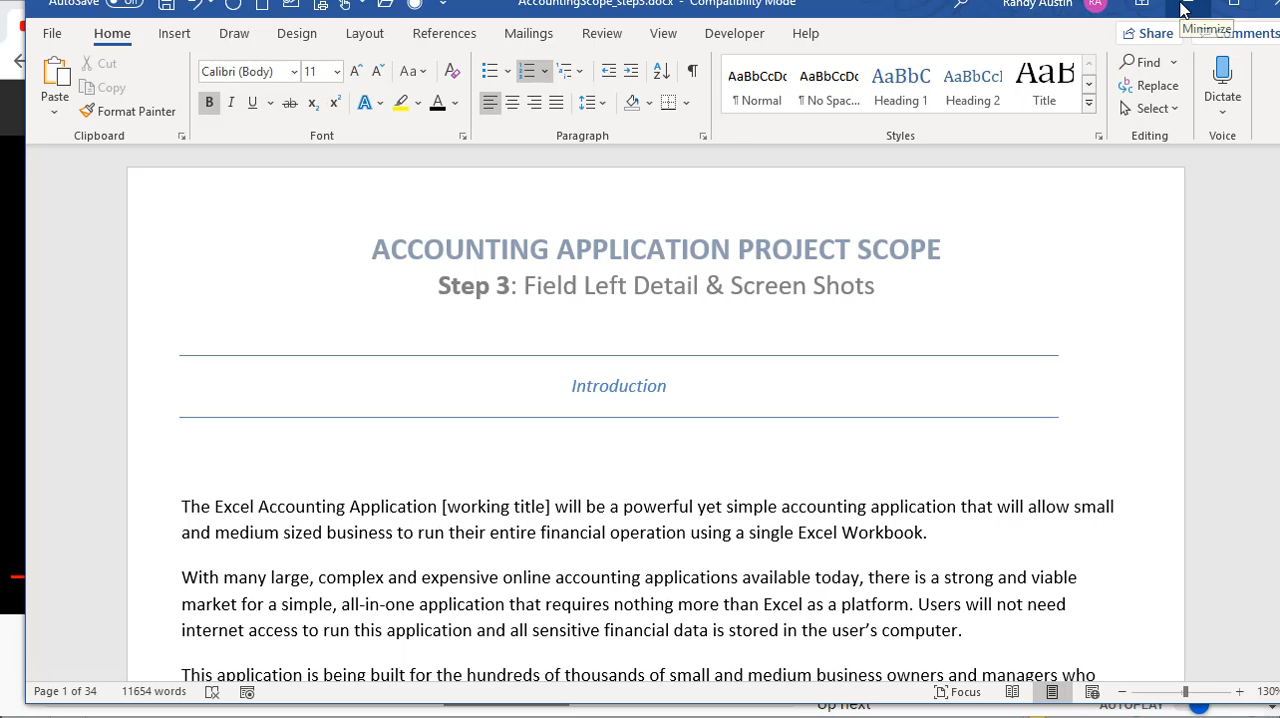 AutoSave Off AccountingScope_step3.docx - Compatibility Mode Randy Austin RA
File Home Insert Draw Design Layout References Mailings Review View Developer Help Share Comments
Minimize
Paste Cut Copy Format Painter
Calibri (Body) 11
¶ Normal ¶ No Spac... Heading 1 Heading 2 Title
AaBbCcDc AaBbCcDc AaBbC AaBbCcI AaB
Find Replace Select
Dictate
Clipboard Font Paragraph Styles Editing Voice
ACCOUNTING APPLICATION PROJECT SCOPE
Step 3: Field Left Detail & Screen Shots
Introduction
The Excel Accounting Application [working title] will be a powerful yet simple accounting application that will allow small
and medium sized business to run their entire financial operation using a single Excel Workbook.
With many large, complex and expensive online accounting applications available today, there is a strong and viable
market for a simple, all-in-one application that requires nothing more than Excel as a platform. Users will not need
internet access to run this application and all sensitive financial data is stored in the user's computer.
This application is being built for the hundreds of thousands of small and medium business owners and managers who
Page 1 of 34 11654 words Focus 130%
Up next AUTOPLAY